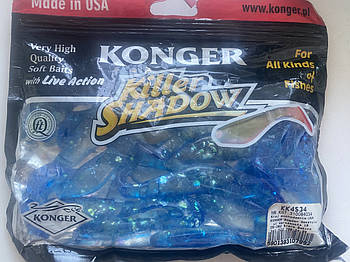 Made in USA
www.konger.pl
Very High
Quality
Soft Baits
with Live Action
KONGER
For
All Kinds
of
Fishes
Killer
SHADOW
KONGER
KK4S34